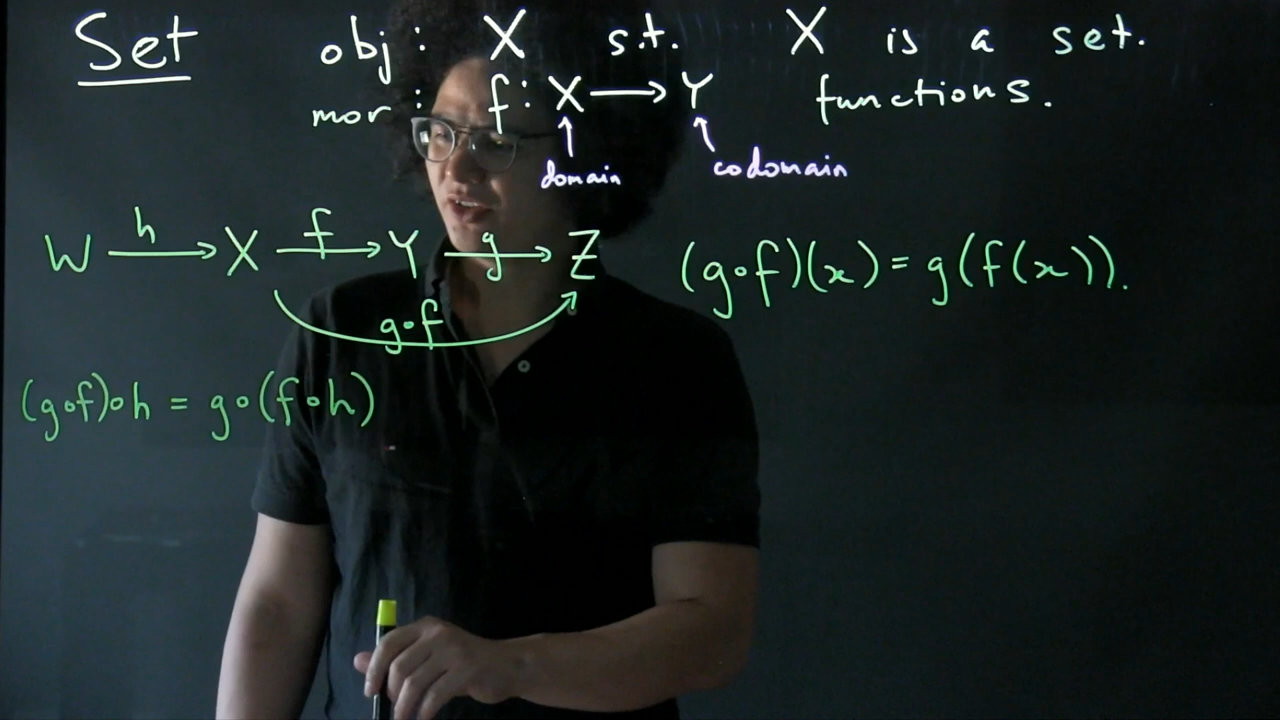 Set obj: X s.t. X is a set.
mor: f: X → Y functions.
↑ domain ↑ codomain
W —h→ X —f→ Y —g→ Z (g∘f)(x) = g(f(x)).
g∘f
(g∘f)∘h = g∘(f∘h)